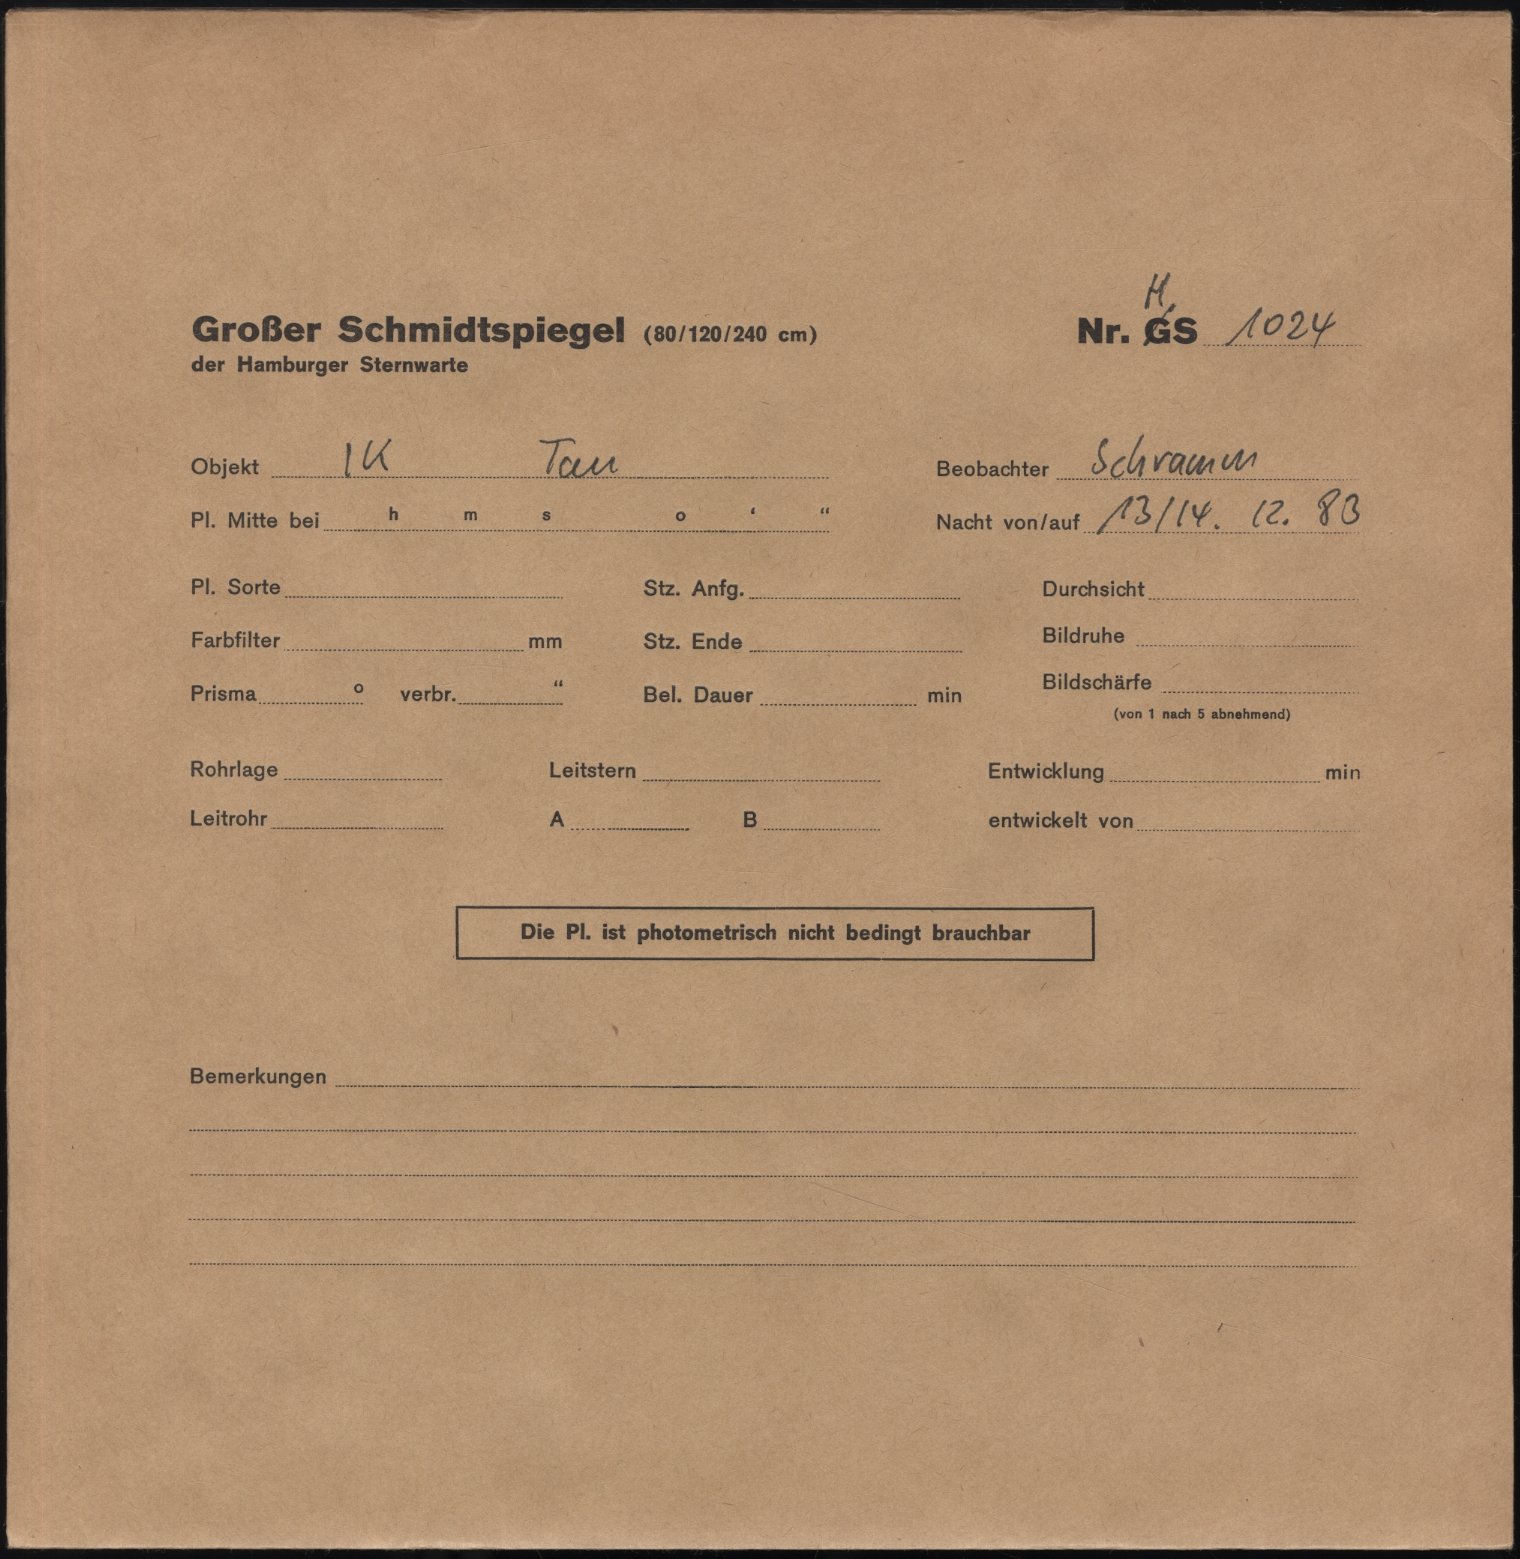 H
Großer Schmidtspiegel (80/120/240 cm) Nr. GS 1024
der Hamburger Sternwarte
Objekt IK Tau Beobachter Schramm
Pl. Mitte bei h m s o ‘ “ Nacht von/auf 13/14. 12. 83
Pl. Sorte Stz. Anfg. Durchsicht
Farbfilter mm Stz. Ende Bildruhe
Prisma o verbr. “ Bel. Dauer min Bildschärfe
(von 1 nach 5 abnehmend)
Rohrlage Leitstern Entwicklung min
Leitrohr A B entwickelt von
Die Pl. ist photometrisch nicht bedingt brauchbar
Bemerkungen